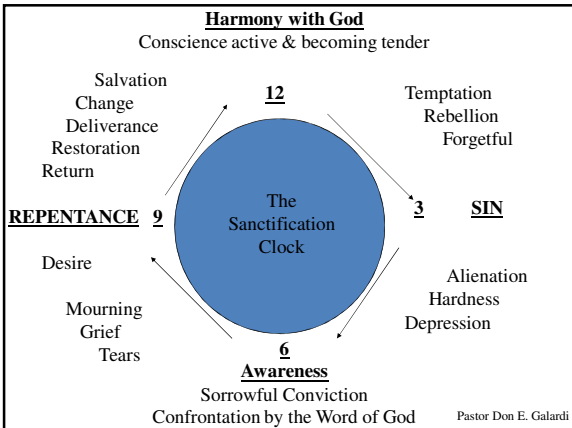 Harmony with God
Conscience active & becoming tender
12
Temptation
Rebellion
Forgetful
3 SIN
Alienation
Hardness
Depression
6
Awareness
Sorrowful Conviction
Confrontation by the Word of God
Desire
Mourning
Grief
Tears
REPENTANCE 9
Salvation
Change
Deliverance
Restoration
Return
The
Sanctification
Clock
Pastor Don E. Galardi